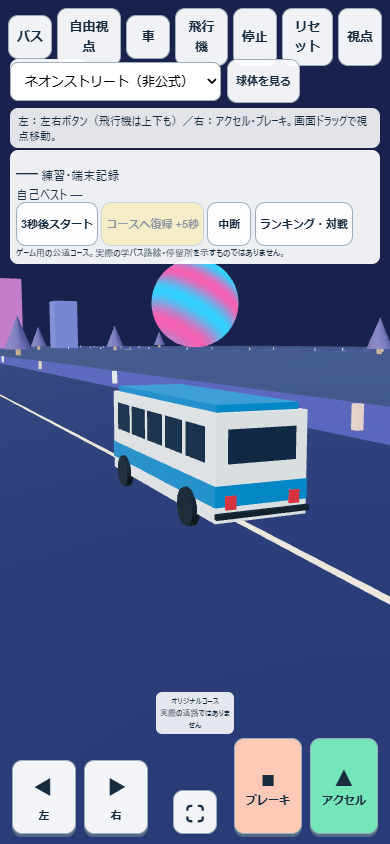 バス
自由視点
車
飛行機
停止
リセット
視点
ネオンストリート（非公式）
球体を見る
左：左右ボタン（飛行機は上下も）／右：アクセル・ブレーキ。画面ドラッグで視
点移動。
── 練習・端末記録
自己ベスト —
3秒後スタート
コースへ復帰 +5秒
中断
ランキング・対戦
ゲーム用の公道コース。実際の学バス路線・停留所を示すものではありません。
オリジナルコース
実際の道路ではありま
せん
◀
左
▶
右
■
ブレーキ
▲
アクセル